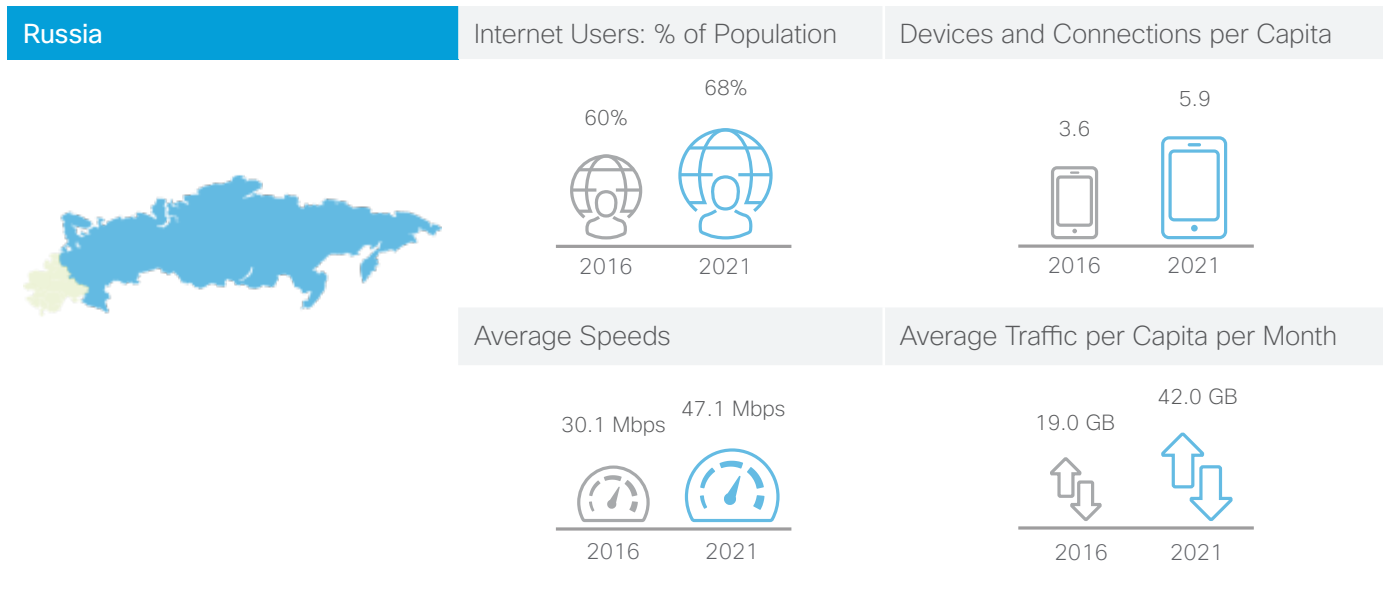 Russia
Internet Users: % of Population
Devices and Connections per Capita
60%
68%
2016
2021
3.6
5.9
2016
2021
Average Speeds
Average Traffic per Capita per Month
30.1 Mbps
47.1 Mbps
2016
2021
19.0 GB
42.0 GB
2016
2021